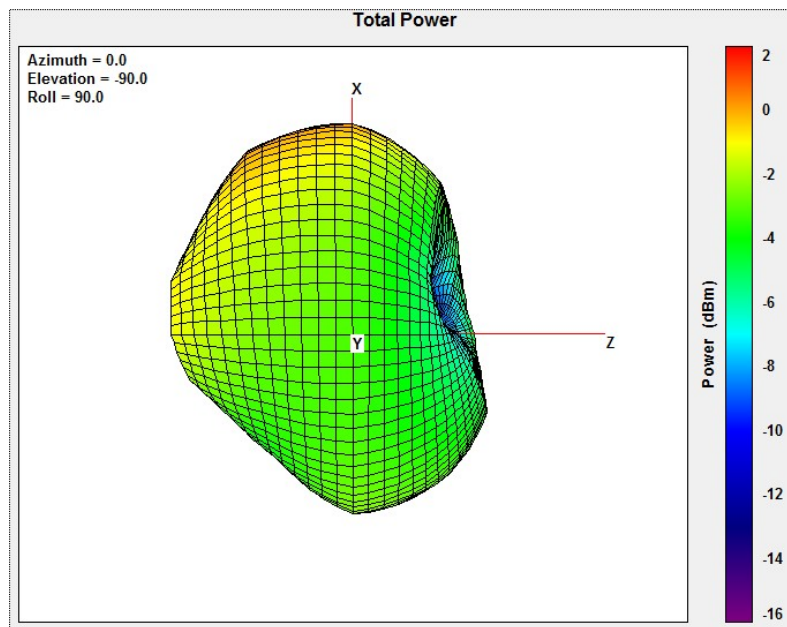 Total Power
Azimuth = 0.0
Elevation = -90.0
Roll = 90.0
X
Y
Z
2
0
-2
-4
-6
-8
-10
-12
-14
-16
Power (dBm)